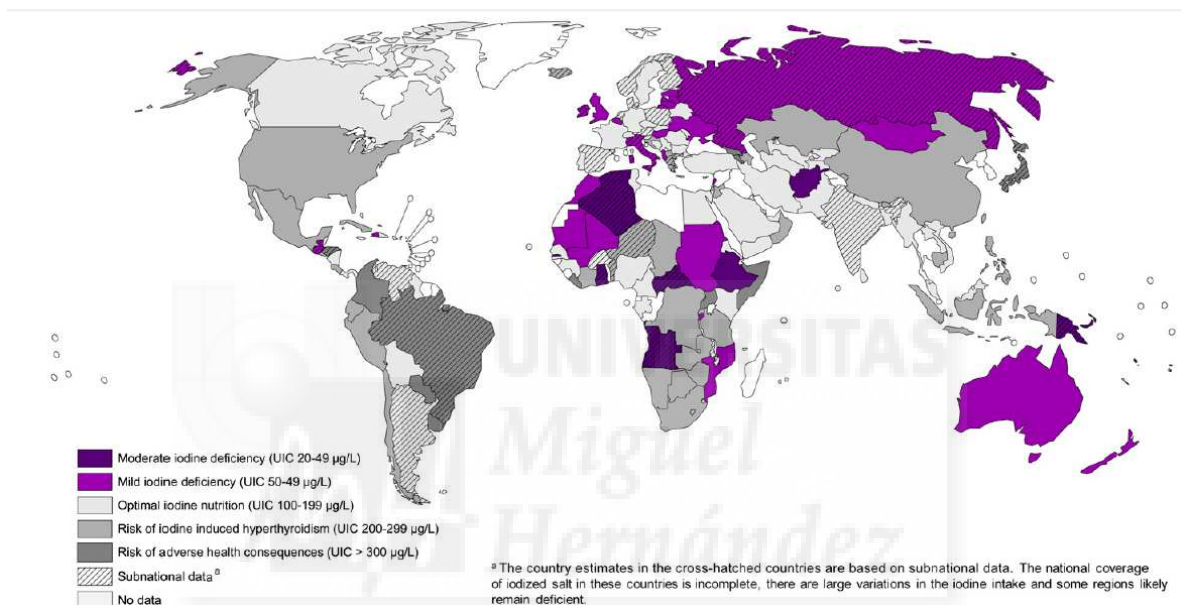 UNIVERSITAS
Miguel
Hernández
Moderate iodine deficiency (UIC 20-49 µg/L)
Mild iodine deficiency (UIC 50-49 µg/L)
Optimal iodine nutrition (UIC 100-199 µg/L)
Risk of iodine induced hyperthyroidism (UIC 200-299 µg/L)
Risk of adverse health consequences (UIC > 300 µg/L)
Subnational data a
No data
a The country estimates in the cross-hatched countries are based on subnational data. The national coverage
of iodized salt in these countries is incomplete, there are large variations in the iodine intake and some regions likely
remain deficient.